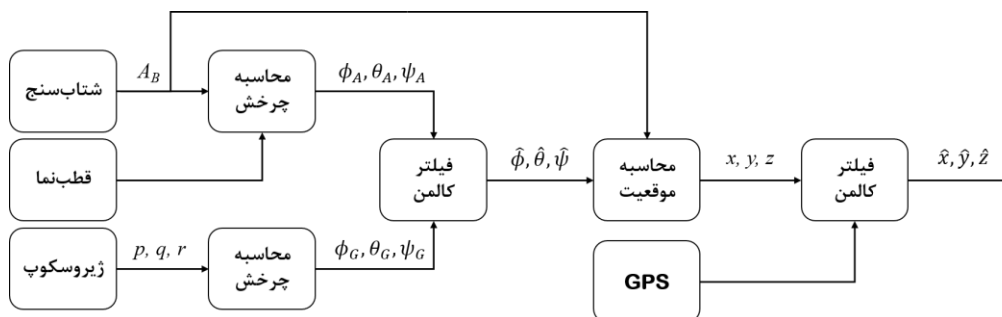 شتاب‌سنج
A_B
محاسبه
چرخش
ϕ_A, θ_A, ψ_A
قطب‌نما
فیلتر
کالمن
ϕ̂, θ̂, ψ̂
محاسبه
موقعیت
x, y, z
فیلتر
کالمن
x̂, ŷ, ẑ
ژیروسکوپ
p, q, r
محاسبه
چرخش
ϕ_G, θ_G, ψ_G
GPS